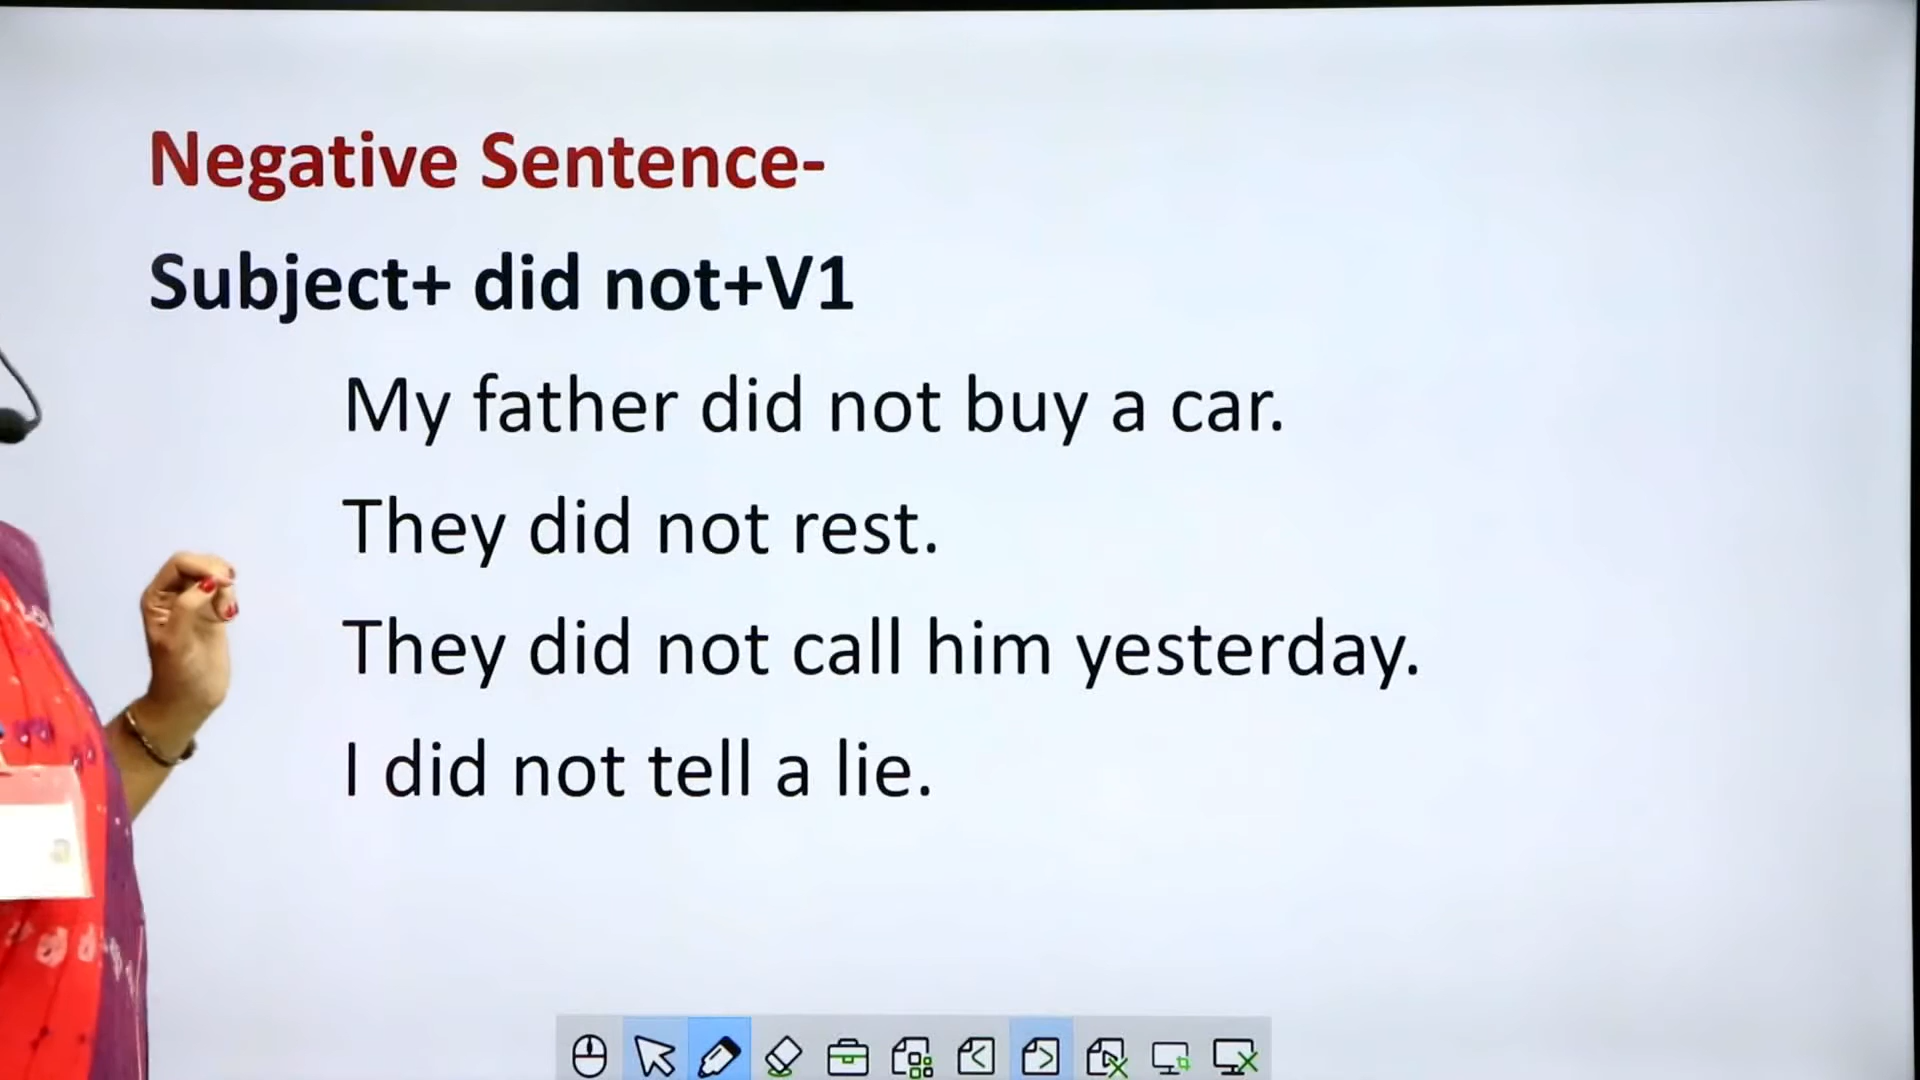 Negative Sentence-
Subject+ did not+V1
My father did not buy a car.
They did not rest.
They did not call him yesterday.
I did not tell a lie.